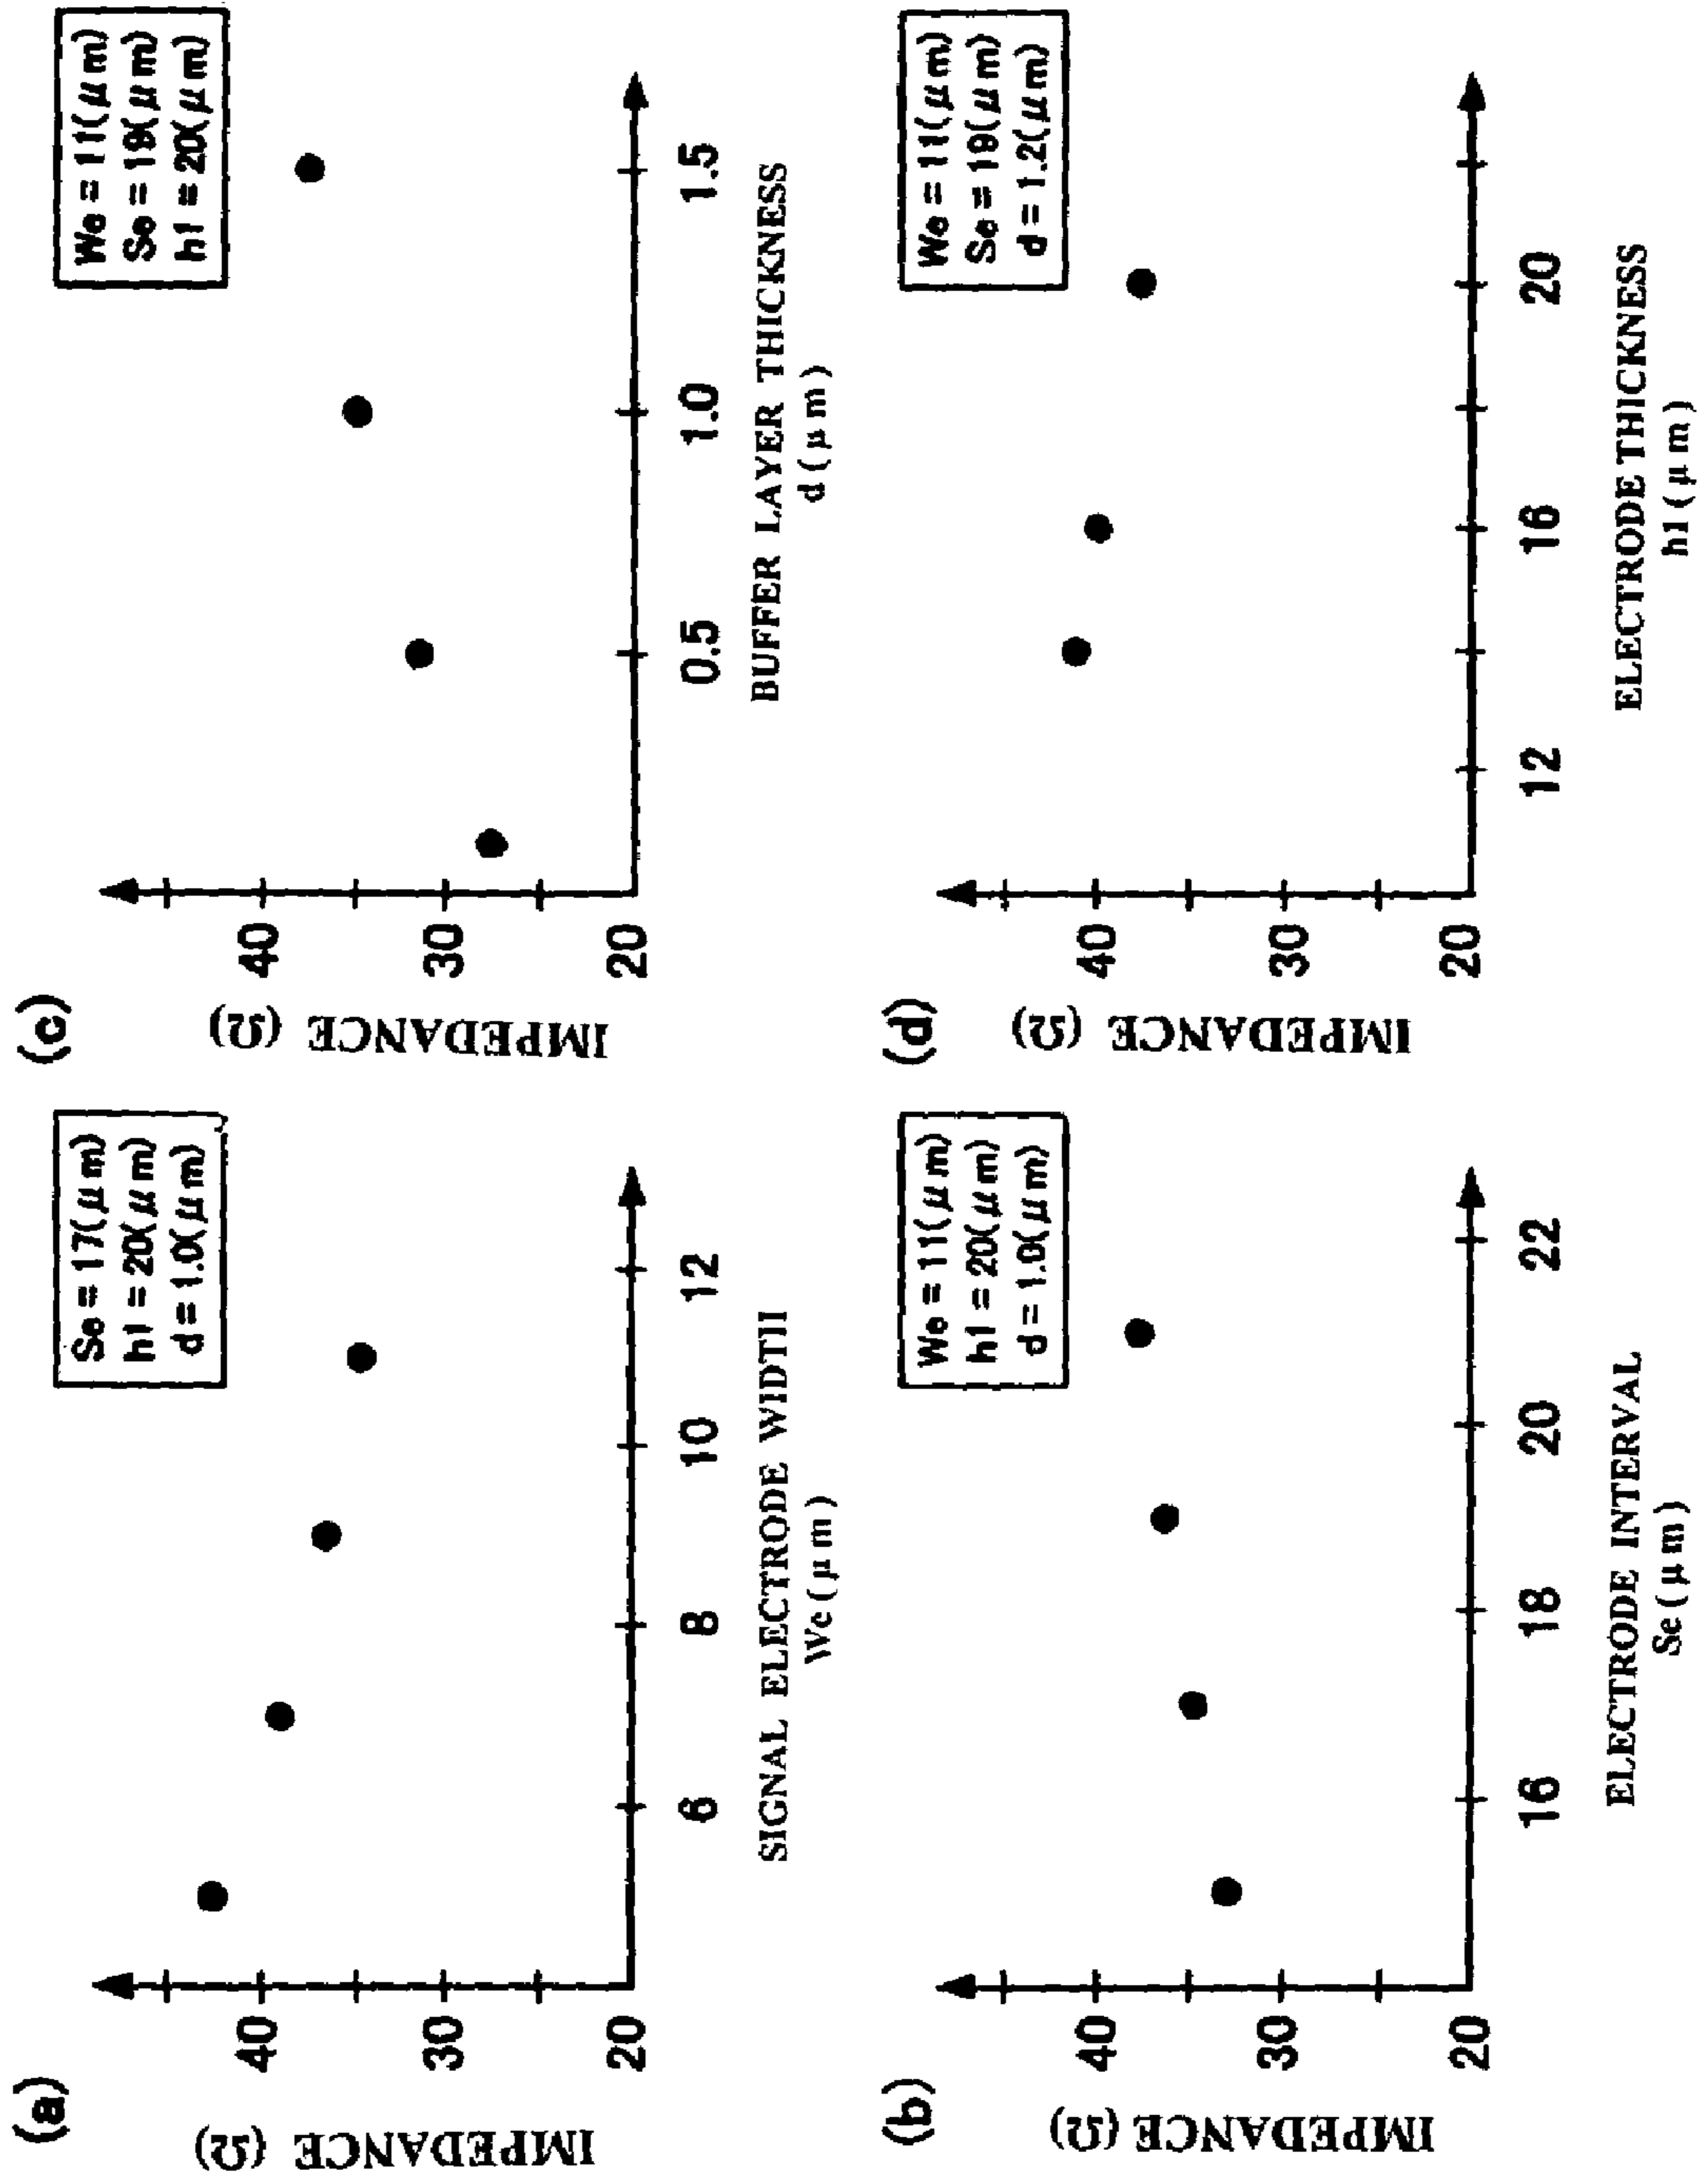 (a)
IMPEDANCE (Ω)
40
30
20
6
8
10
12
SIGNAL ELECTRODE WIDTH
We (μm)
Se = 17(μm)
h1 = 20(μm)
d = 1.0(μm)
(b)
IMPEDANCE (Ω)
40
30
20
16
18
20
22
ELECTRODE INTERVAL
Se (μm)
We = 11(μm)
h1 = 20(μm)
d = 1.0(μm)
(c)
IMPEDANCE (Ω)
40
30
20
0.5
1.0
1.5
BUFFER LAYER THICKNESS
d (μm)
We = 11(μm)
Se = 19(μm)
h1 = 20(μm)
(d)
IMPEDANCE (Ω)
40
30
20
12
16
20
ELECTRODE THICKNESS
h1 (μm)
We = 11(μm)
Se = 19(μm)
d = 1.2(μm)